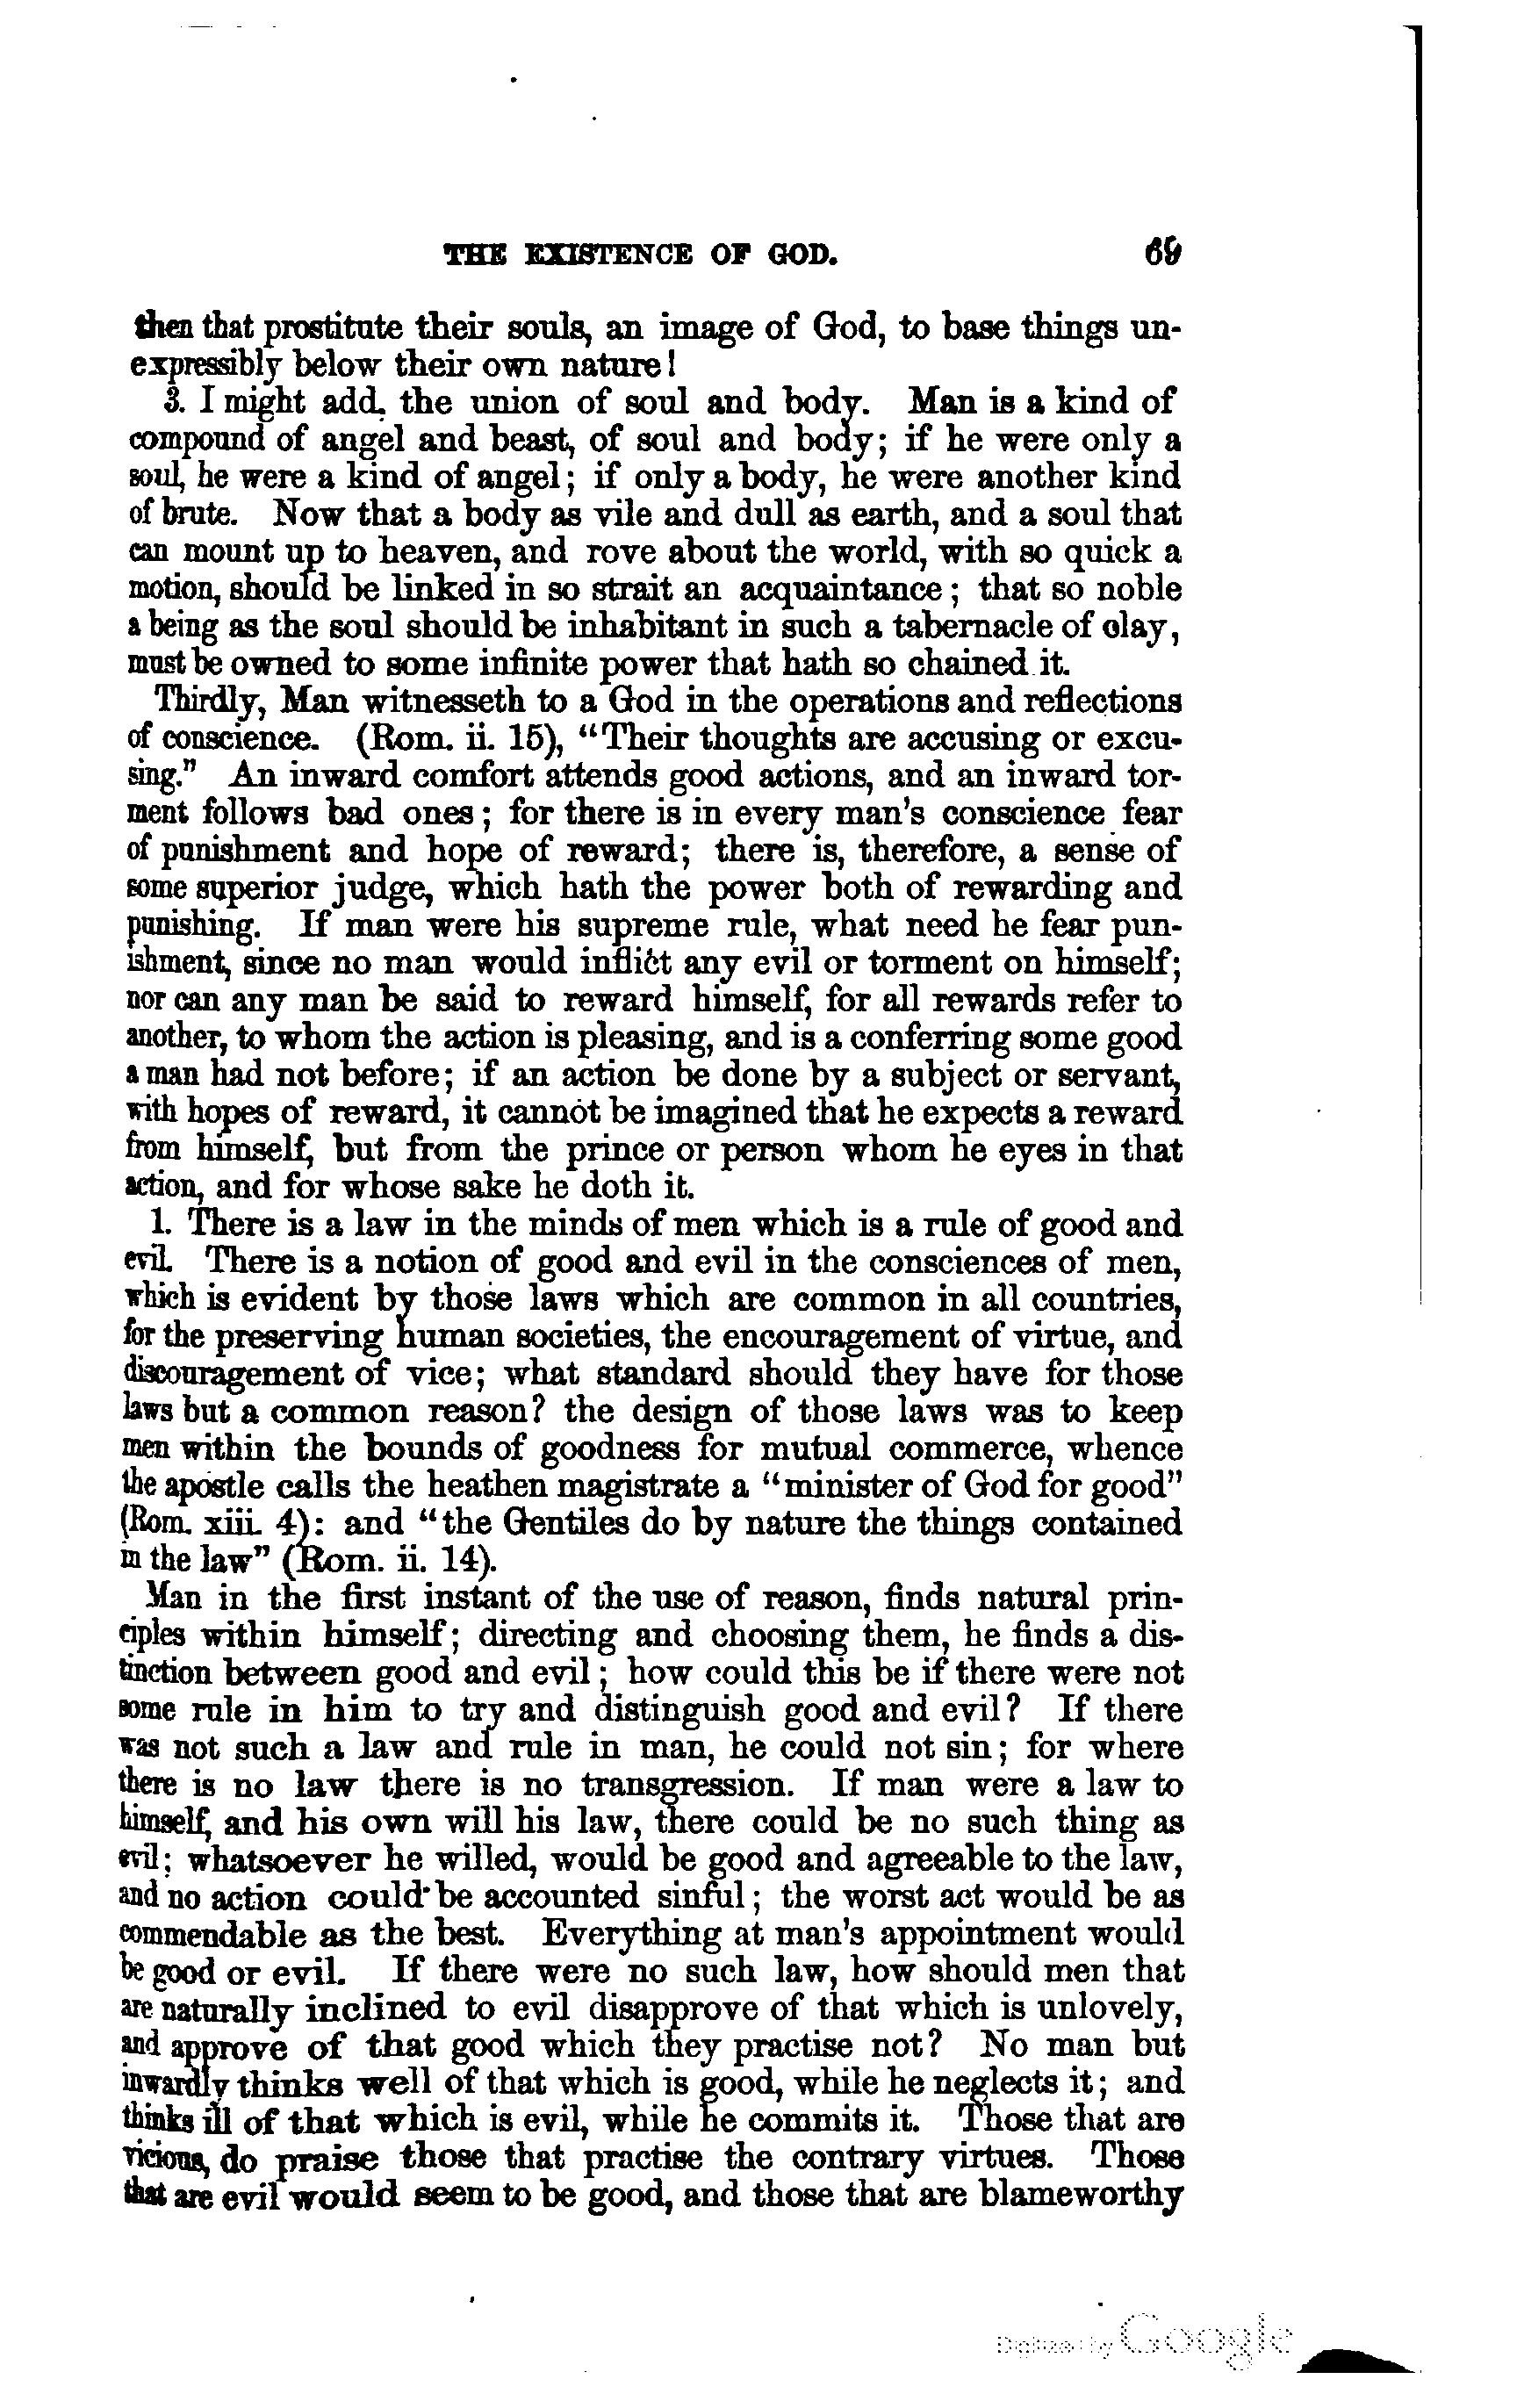 THE EXISTENCE OF GOD. 69
then that prostitute their souls, an image of God, to base things un-
expressibly below their own nature!
3. I might add, the union of soul and body. Man is a kind of
compound of angel and beast, of soul and body; if he were only a
soul, he were a kind of angel; if only a body, he were another kind
of brute. Now that a body as vile and dull as earth, and a soul that
can mount up to heaven, and rove about the world, with so quick a
motion, should be linked in so strait an acquaintance; that so noble
a being as the soul should be inhabitant in such a tabernacle of clay,
must be owned to some infinite power that hath so chained it.
Thirdly, Man witnesseth to a God in the operations and reflections
of conscience. (Rom. ii. 15), "Their thoughts are accusing or excu-
sing." An inward comfort attends good actions, and an inward tor-
ment follows bad ones; for there is in every man's conscience fear
of punishment and hope of reward; there is, therefore, a sense of
some superior judge, which hath the power both of rewarding and
punishing. If man were his supreme rule, what need he fear pun-
ishment, since no man would inflict any evil or torment on himself;
nor can any man be said to reward himself, for all rewards refer to
another, to whom the action is pleasing, and is a conferring some good
a man had not before; if an action be done by a subject or servant,
with hopes of reward, it cannot be imagined that he expects a reward
from himself, but from the prince or person whom he eyes in that
action, and for whose sake he doth it.
1. There is a law in the minds of men which is a rule of good and
evil. There is a notion of good and evil in the consciences of men,
which is evident by those laws which are common in all countries,
for the preserving human societies, the encouragement of virtue, and
discouragement of vice; what standard should they have for those
laws but a common reason? the design of those laws was to keep
men within the bounds of goodness for mutual commerce, whence
the apostle calls the heathen magistrate a "minister of God for good"
(Rom. xiii. 4): and "the Gentiles do by nature the things contained
in the law" (Rom. ii. 14).
Man in the first instant of the use of reason, finds natural prin-
ciples within himself; directing and choosing them, he finds a dis-
tinction between good and evil; how could this be if there were not
some rule in him to try and distinguish good and evil? If there
was not such a law and rule in man, he could not sin; for where
there is no law there is no transgression. If man were a law to
himself, and his own will his law, there could be no such thing as
evil; whatsoever he willed, would be good and agreeable to the law,
and no action could be accounted sinful; the worst act would be as
commendable as the best. Everything at man's appointment would
be good or evil. If there were no such law, how should men that
are naturally inclined to evil disapprove of that which is unlovely,
and approve of that good which they practise not? No man but
inwardly thinks well of that which is good, while he neglects it; and
thinks ill of that which is evil, while he commits it. Those that are
vicious, do praise those that practise the contrary virtues. Those
that are evil would seem to be good, and those that are blameworthy
Digitized by Google